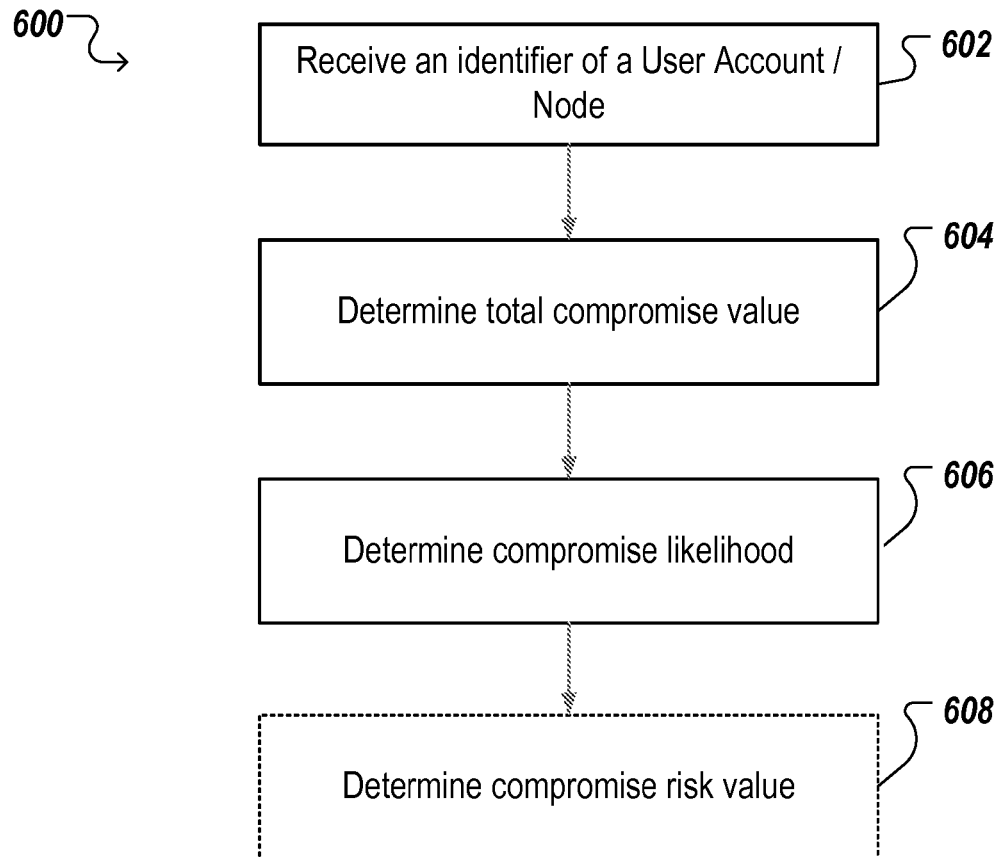 600
Receive an identifier of a User Account /
Node
602
Determine total compromise value
604
Determine compromise likelihood
606
Determine compromise risk value
608